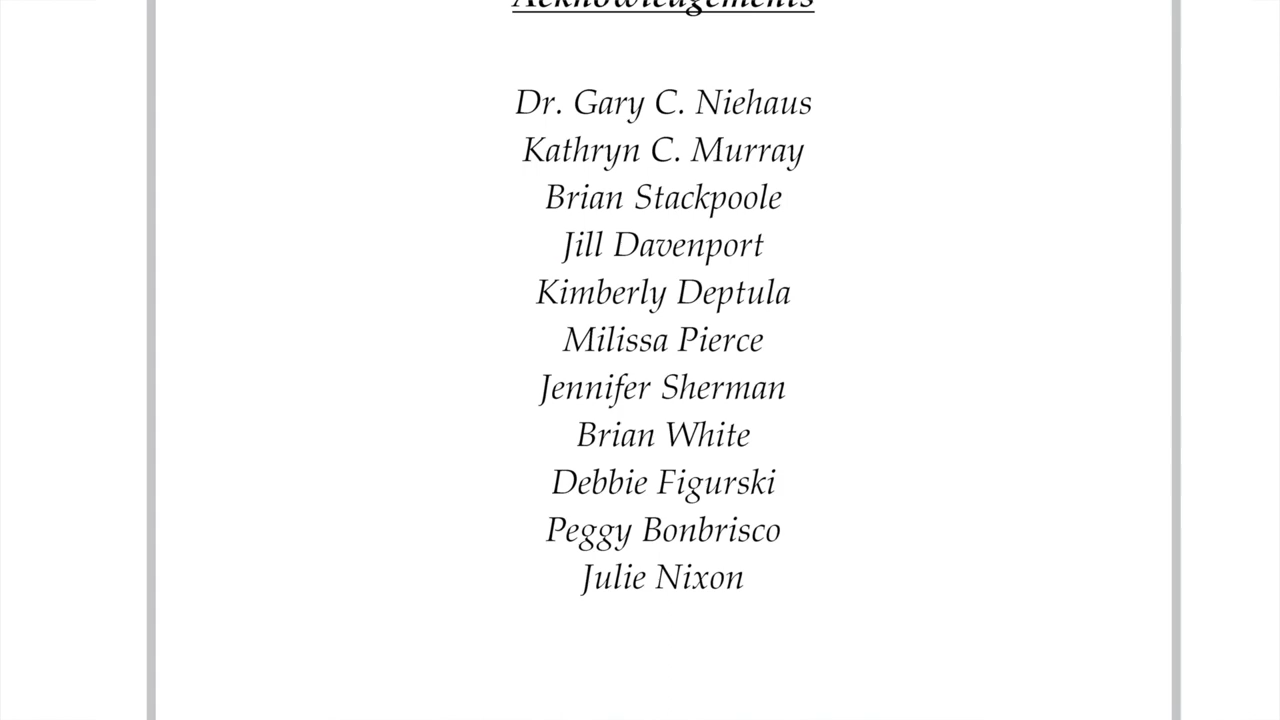 Acknowledgements
Dr. Gary C. Niehaus
Kathryn C. Murray
Brian Stackpoole
Jill Davenport
Kimberly Deptula
Milissa Pierce
Jennifer Sherman
Brian White
Debbie Figurski
Peggy Bonbrisco
Julie Nixon